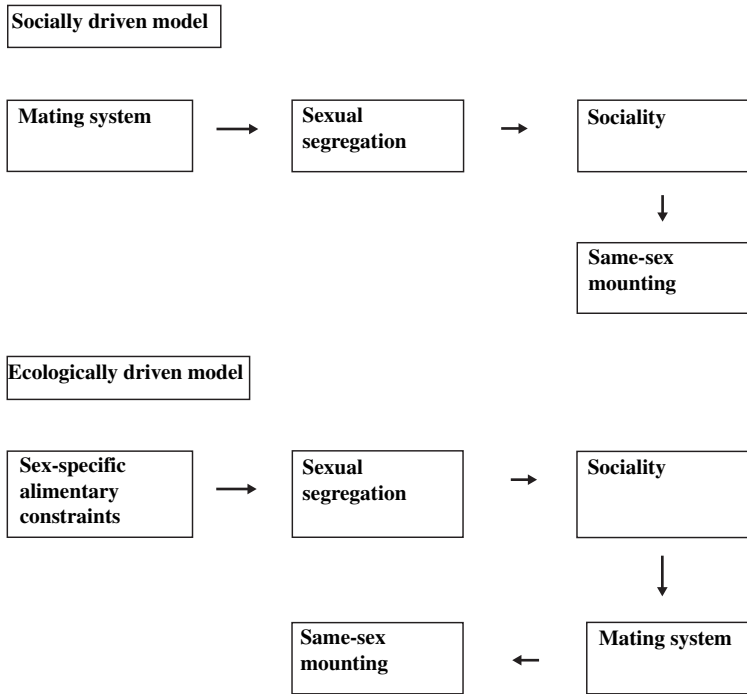 Socially driven model
Mating system
Sexual
segregation
Sociality
Same-sex
mounting
Ecologically driven model
Sex-specific
alimentary
constraints
Sexual
segregation
Sociality
Mating system
Same-sex
mounting